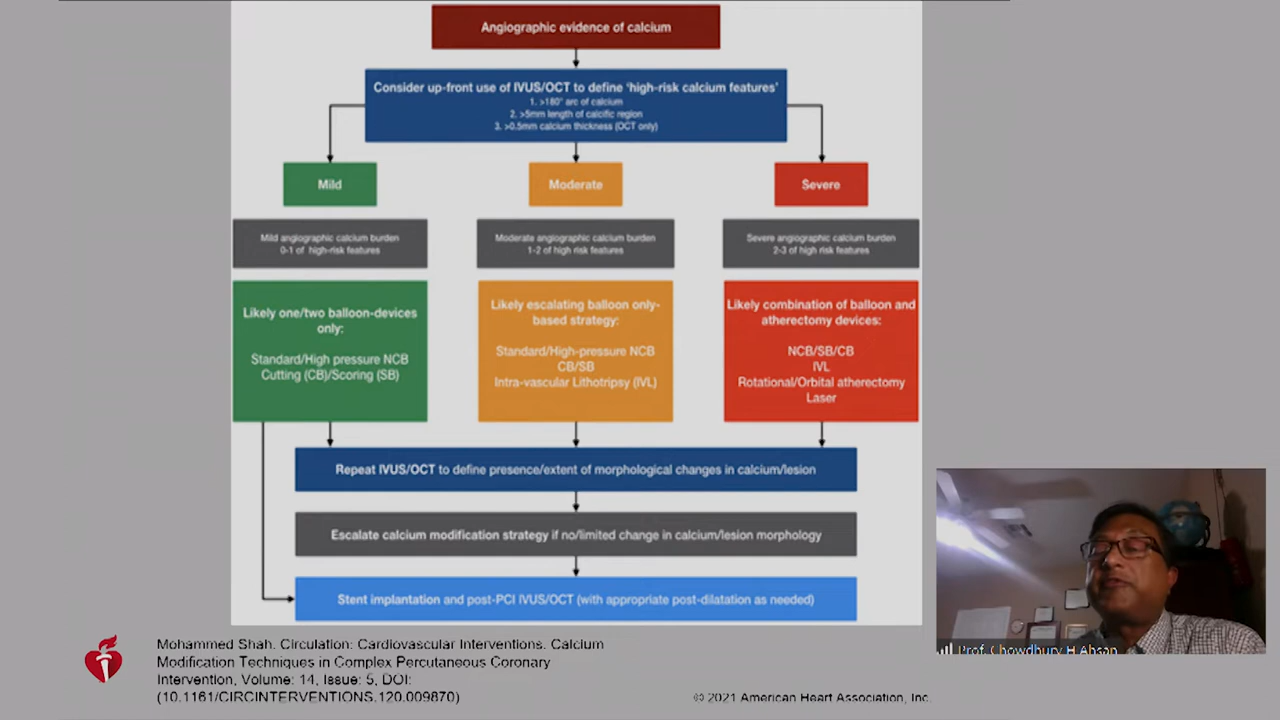 Angiographic evidence of calcium
Consider up-front use of IVUS/OCT to define 'high-risk calcium features'
1. >180° arc of calcium
2. >5mm length of calcific region
3. >0.5mm calcium thickness (OCT only)
Mild
Moderate
Severe
Mild angiographic calcium burden
0-1 of high-risk features
Moderate angiographic calcium burden
1-2 of high risk features
Severe angiographic calcium burden
2-3 of high risk features
Likely one/two balloon-devices
only:
Standard/High pressure NCB
Cutting (CB)/Scoring (SB)
Likely escalating balloon only-
based strategy:
Standard/High-pressure NCB
CB/SB
Intra-vascular Lithotripsy (IVL)
Likely combination of balloon and
atherectomy devices:
NCB/SB/CB
IVL
Rotational/Orbital atherectomy
Laser
Repeat IVUS/OCT to define presence/extent of morphological changes in calcium/lesion
Escalate calcium modification strategy if no/limited change in calcium/lesion morphology
Stent implantation and post-PCI IVUS/OCT (with appropriate post-dilatation as needed)
Mohammed Shah. Circulation: Cardiovascular Interventions. Calcium
Modification Techniques in Complex Percutaneous Coronary
Intervention, Volume: 14, Issue: 5, DOI:
(10.1161/CIRCINTERVENTIONS.120.009870)
© 2021 American Heart Association, Inc.
Prof. Chowdhury H Ahsan